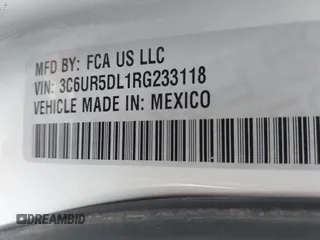 MFD BY: FCA US LLC
VIN: 3C6UR5DL1RG233118
VEHICLE MADE IN: MEXICO
DREAMBID